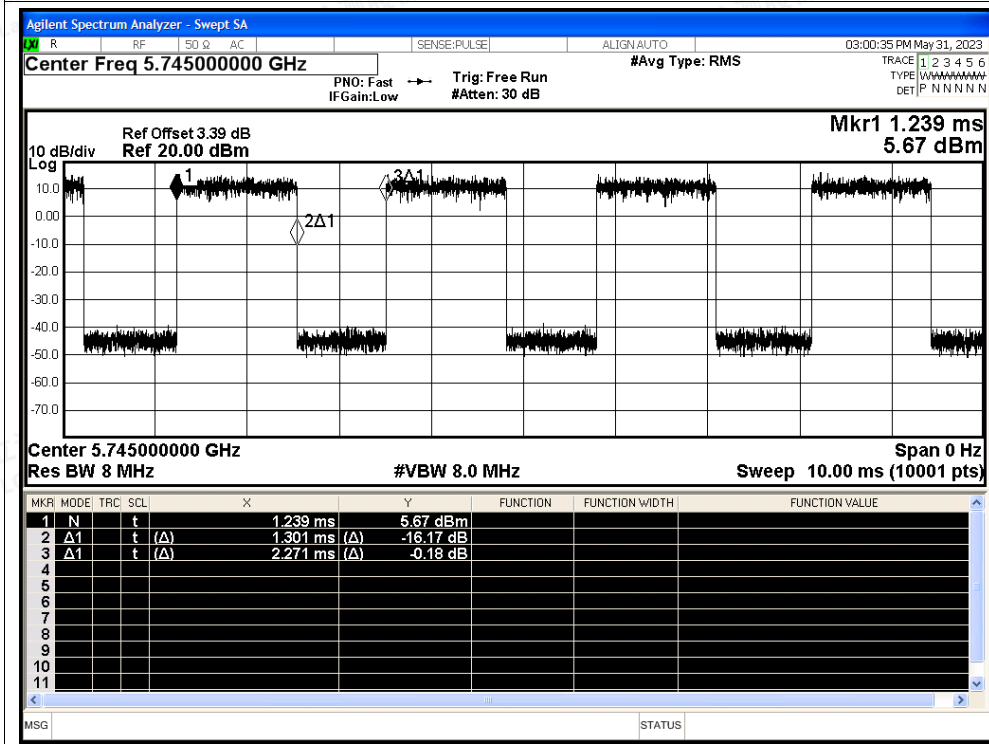 Agilent Spectrum Analyzer - Swept SA
LXI R RF 50 Ω AC SENSE:PULSE ALIGN AUTO 03:00:35 PM May 31, 2023
Center Freq 5.745000000 GHz #Avg Type: RMS TRACE 1 2 3 4 5 6
PNO: Fast Trig: Free Run TYPE WWWWWW
IFGain:Low #Atten: 30 dB DET P N N N N N
Mkr1 1.239 ms
Ref Offset 3.39 dB
10 dB/div Ref 20.00 dBm 5.67 dBm
Log
1 3Δ1
10.0
0.00 2Δ1
-10.0
-20.0
-30.0
-40.0
-50.0
-60.0
-70.0
Center 5.745000000 GHz Span 0 Hz
Res BW 8 MHz #VBW 8.0 MHz Sweep 10.00 ms (10001 pts)
MKR MODE TRC SCL X Y FUNCTION FUNCTION WIDTH FUNCTION VALUE
1 N t 1.239 ms 5.67 dBm
2 Δ1 t (Δ) 1.301 ms (Δ) -16.17 dB
3 Δ1 t (Δ) 2.271 ms (Δ) -0.18 dB
4
5
6
7
8
9
10
11
MSG STATUS